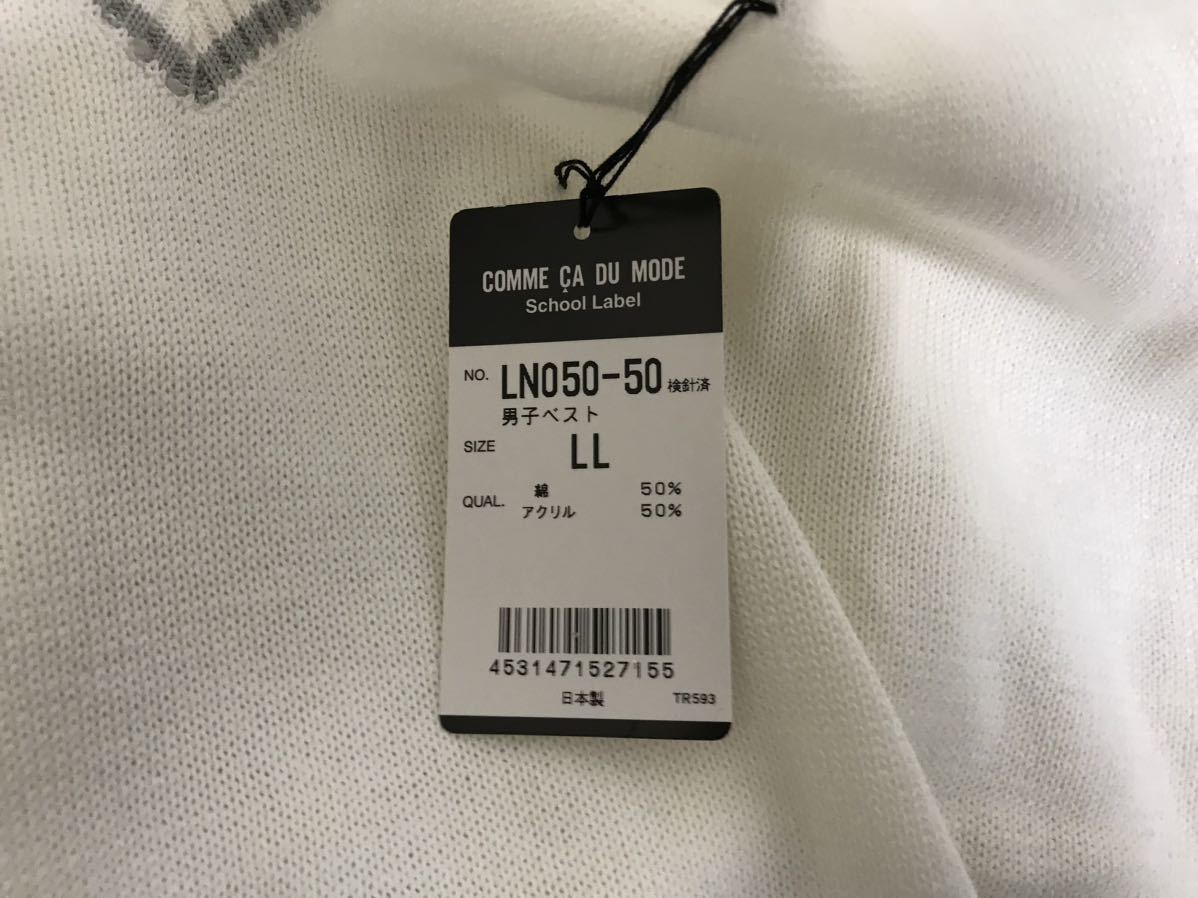 COMME ÇA DU MODE
School Label
NO. LN050-50 検針済
男子ベスト
SIZE LL
QUAL. 綿 50%
アクリル 50%
4531471527155
日本製 TR593